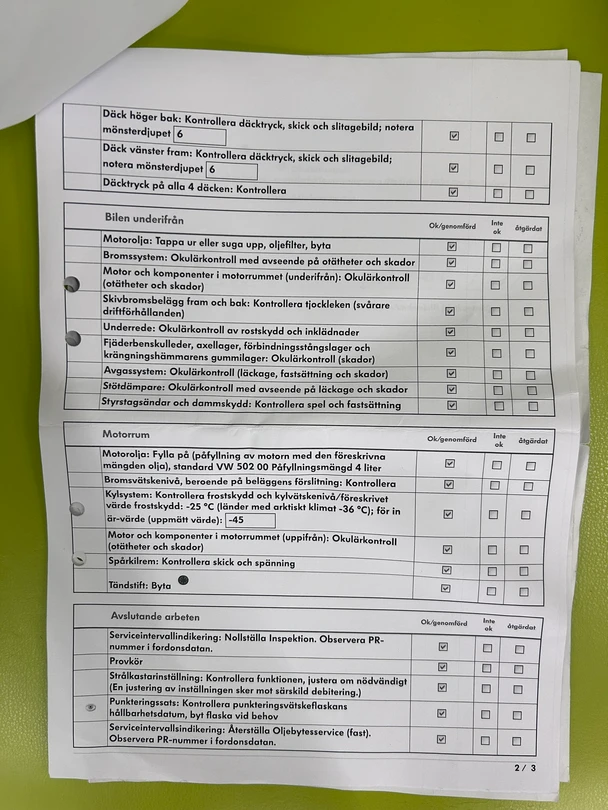 Däck höger bak: Kontrollera däcktryck, skick och slitagebild; notera
mönsterdjupet 6
Däck vänster fram: Kontrollera däcktryck, skick och slitagebild;
notera mönsterdjupet 6
Däcktryck på alla 4 däcken: Kontrollera
Bilen underifrån Ok/genomförd Inte ok åtgärdat
Motorolja: Tappa ur eller suga upp, oljefilter, byta
Bromssystem: Okulärkontroll med avseende på otätheter och skador
Motor och komponenter i motorrummet (underifrån): Okulärkontroll
(otätheter och skador)
Skivbromsbelägg fram och bak: Kontrollera tjockleken (svårare
driftförhållanden)
Underrede: Okulärkontroll av rostskydd och inklädnader
Fjäderbenskulleder, axellager, förbindningsstångslager och
krängningshämmarens gummilager: Okulärkontroll (skador)
Avgassystem: Okulärkontroll (läckage, fastsättning och skador)
Stötdämpare: Okulärkontroll med avseende på läckage och skador
Styrstagsändar och dammskydd: Kontrollera spel och fastsättning
Motorrum Ok/genomförd Inte ok åtgärdat
Motorolja: Fylla på (påfyllning av motorn med den föreskrivna
mängden olja), standard VW 502 00 Påfyllningsmängd 4 liter
Bromsvätskenivå, beroende på beläggens förslitning: Kontrollera
Kylsystem: Kontrollera frostskydd och kylvätskenivå/föreskrivet
värde frostskydd: -25 °C (länder med arktiskt klimat -36 °C); för in
är-värde (uppmätt värde): -45
Motor och komponenter i motorrummet (uppifrån): Okulärkontroll
(otätheter och skador)
Spårkilrem: Kontrollera skick och spänning
Tändstift: Byta
Avslutande arbeten Ok/genomförd Inte ok åtgärdat
Serviceintervallindikering: Nollställa Inspektion. Observera PR-
nummer i fordonsdatan.
Provkör
Strålkastarinställning: Kontrollera funktionen, justera om nödvändigt
(En justering av inställningen sker mot särskild debitering.)
Punkteringssats: Kontrollera punkteringsvätskeflaskans
hållbarhetsdatum, byt flaska vid behov
Serviceintervallsindikering: Återställa Oljebytesservice (fast).
Observera PR-nummer i fordonsdatan.
2 / 3